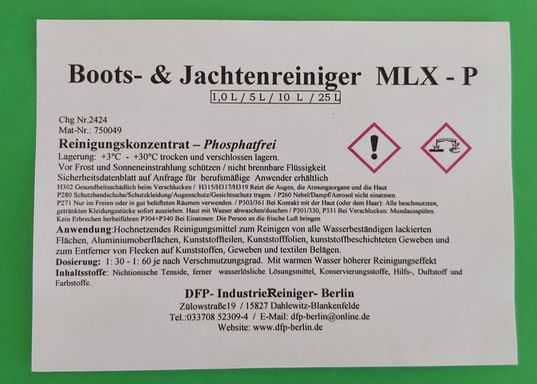 Boots- & Jachtenreiniger MLX - P
1,0 L / 5 L / 10 L / 25 L
Chg Nr.2424
Mat-Nr.: 750049
Reinigungskonzentrat – Phosphatfrei
Lagerung: +3°C - +30°C trocken und verschlossen lagern.
Vor Frost und Sonneneinstrahlung schützen / nicht brennbare Flüssigkeit
Sicherheitsdatenblatt auf Anfrage für berufsmäßige Anwender erhältlich
H302 Gesundheitsschädlich beim Verschlucken / H315/H317/H319 Reizt die Augen, die Atmungsorgane und die Haut
P280 Schutzhandschuhe/Schutzkleidung/Augenschutz/Gesichtsschutz tragen. / P260 Nebel/Dampf/Aerosol nicht einatmen.
P271 Nur im Freien oder in gut belüfteten Räumen verwenden. / P303/361 Bei Kontakt mit der Haut (oder dem Haar): Alle beschmutzten,
getränkten Kleidungsstücke sofort ausziehen. Haut mit Wasser abwaschen/duschen / P301/330, P331 Bei Verschlucken: Mundausspülen.
Kein Erbrechen herbeiführen P304+P340 Bei Einatmen: Die Person an die frische Luft bringen
Anwendung:Hochnetzendes Reinigungsmittel zum Reinigen von alle Wasserbeständigen lackierten
Flächen, Aluminiumoberflächen, Kunststoffteilen, Kunststofffolien, kunststoffbeschichteten Geweben und
zum Entferner von Flecken auf Kunststoffen, Geweben und textilen Belägen.
Dosierung: 1: 30 - 1: 60 je nach Verschmutzungsgrad. Mit warmen Wasser höherer Reinigungseffekt
Inhaltsstoffe: Nichtionische Tenside, ferner wasserlösliche Lösungsmittel, Konservierungsstoffe, Hilfs-, Duftstoff und
Farbstoffe.
DFP- IndustrieReiniger- Berlin
Zülowstraße19 / 15827 Dahlewitz-Blankenfelde
Tel.:033708 52309-4 / E-Mail: dfp-berlin@online.de
Website: www.dfp-berlin.de